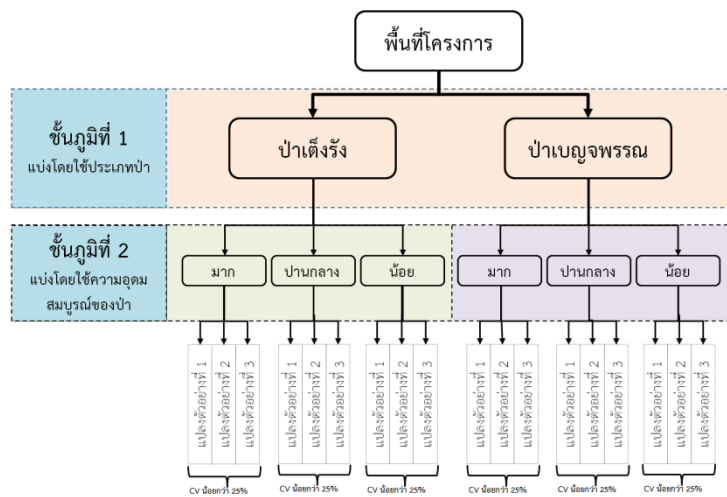 พื้นที่โครงการ
ชั้นภูมิที่ 1
แบ่งโดยใช้ประเภทป่า
ป่าเต็งรัง
ป่าเบญจพรรณ
ชั้นภูมิที่ 2
แบ่งโดยใช้ความอุดม
สมบูรณ์ของป่า
มาก
ปานกลาง
น้อย
มาก
ปานกลาง
น้อย
แปลงตัวอย่างที่ 1
แปลงตัวอย่างที่ 2
แปลงตัวอย่างที่ 3
แปลงตัวอย่างที่ 1
แปลงตัวอย่างที่ 2
แปลงตัวอย่างที่ 3
แปลงตัวอย่างที่ 1
แปลงตัวอย่างที่ 2
แปลงตัวอย่างที่ 3
แปลงตัวอย่างที่ 1
แปลงตัวอย่างที่ 2
แปลงตัวอย่างที่ 3
แปลงตัวอย่างที่ 1
แปลงตัวอย่างที่ 2
แปลงตัวอย่างที่ 3
แปลงตัวอย่างที่ 1
แปลงตัวอย่างที่ 2
แปลงตัวอย่างที่ 3
CV น้อยกว่า 25%
CV น้อยกว่า 25%
CV น้อยกว่า 25%
CV น้อยกว่า 25%
CV น้อยกว่า 25%
CV น้อยกว่า 25%